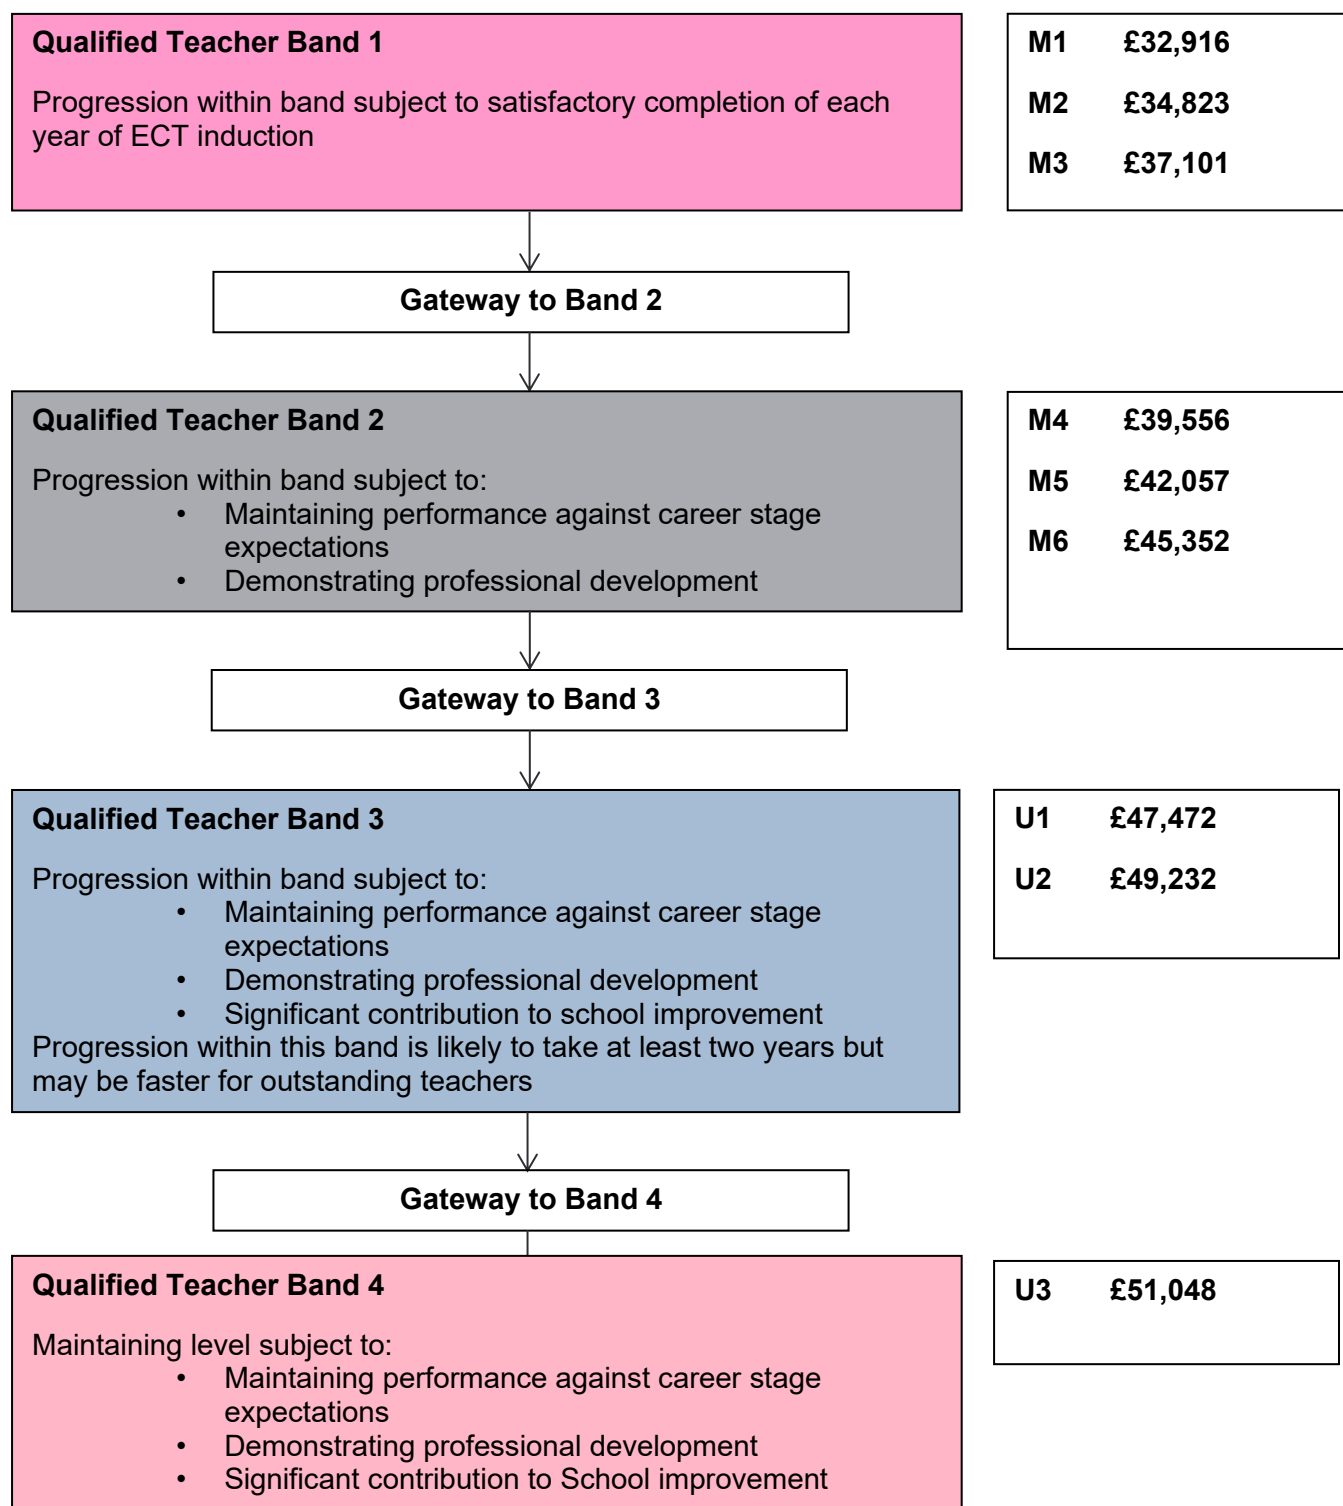 Qualified Teacher Band 1
Progression within band subject to satisfactory completion of each
year of ECT induction
M1 £32,916
M2 £34,823
M3 £37,101
Gateway to Band 2
Qualified Teacher Band 2
Progression within band subject to:
• Maintaining performance against career stage
expectations
• Demonstrating professional development
M4 £39,556
M5 £42,057
M6 £45,352
Gateway to Band 3
Qualified Teacher Band 3
Progression within band subject to:
• Maintaining performance against career stage
expectations
• Demonstrating professional development
• Significant contribution to school improvement
Progression within this band is likely to take at least two years but
may be faster for outstanding teachers
U1 £47,472
U2 £49,232
Gateway to Band 4
Qualified Teacher Band 4
Maintaining level subject to:
• Maintaining performance against career stage
expectations
• Demonstrating professional development
• Significant contribution to School improvement
U3 £51,048